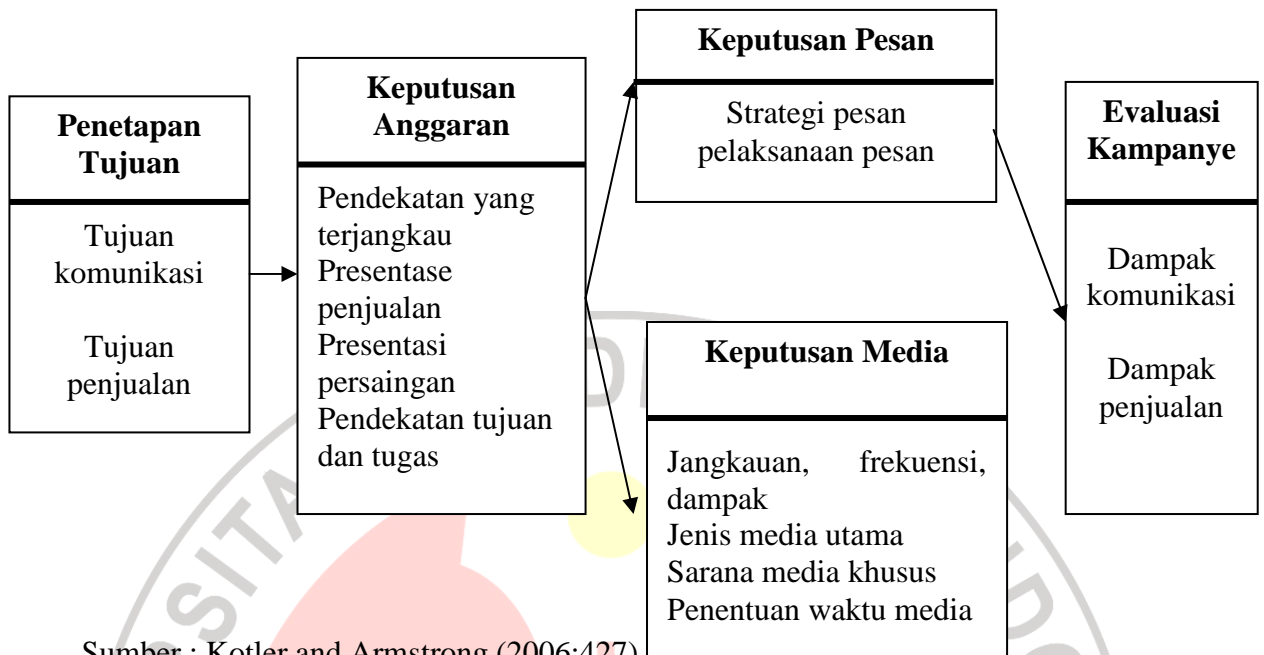 Penetapan
Tujuan
Tujuan
komunikasi
Tujuan
penjualan
Keputusan
Anggaran
Pendekatan yang
terjangkau
Presentase
penjualan
Presentasi
persaingan
Pendekatan tujuan
dan tugas
Keputusan Pesan
Strategi pesan
pelaksanaan pesan
Keputusan Media
Jangkauan, frekuensi,
dampak
Jenis media utama
Sarana media khusus
Penentuan waktu media
Evaluasi
Kampanye
Dampak
komunikasi
Dampak
penjualan
Sumber : Kotler and Armstrong (2006:427)